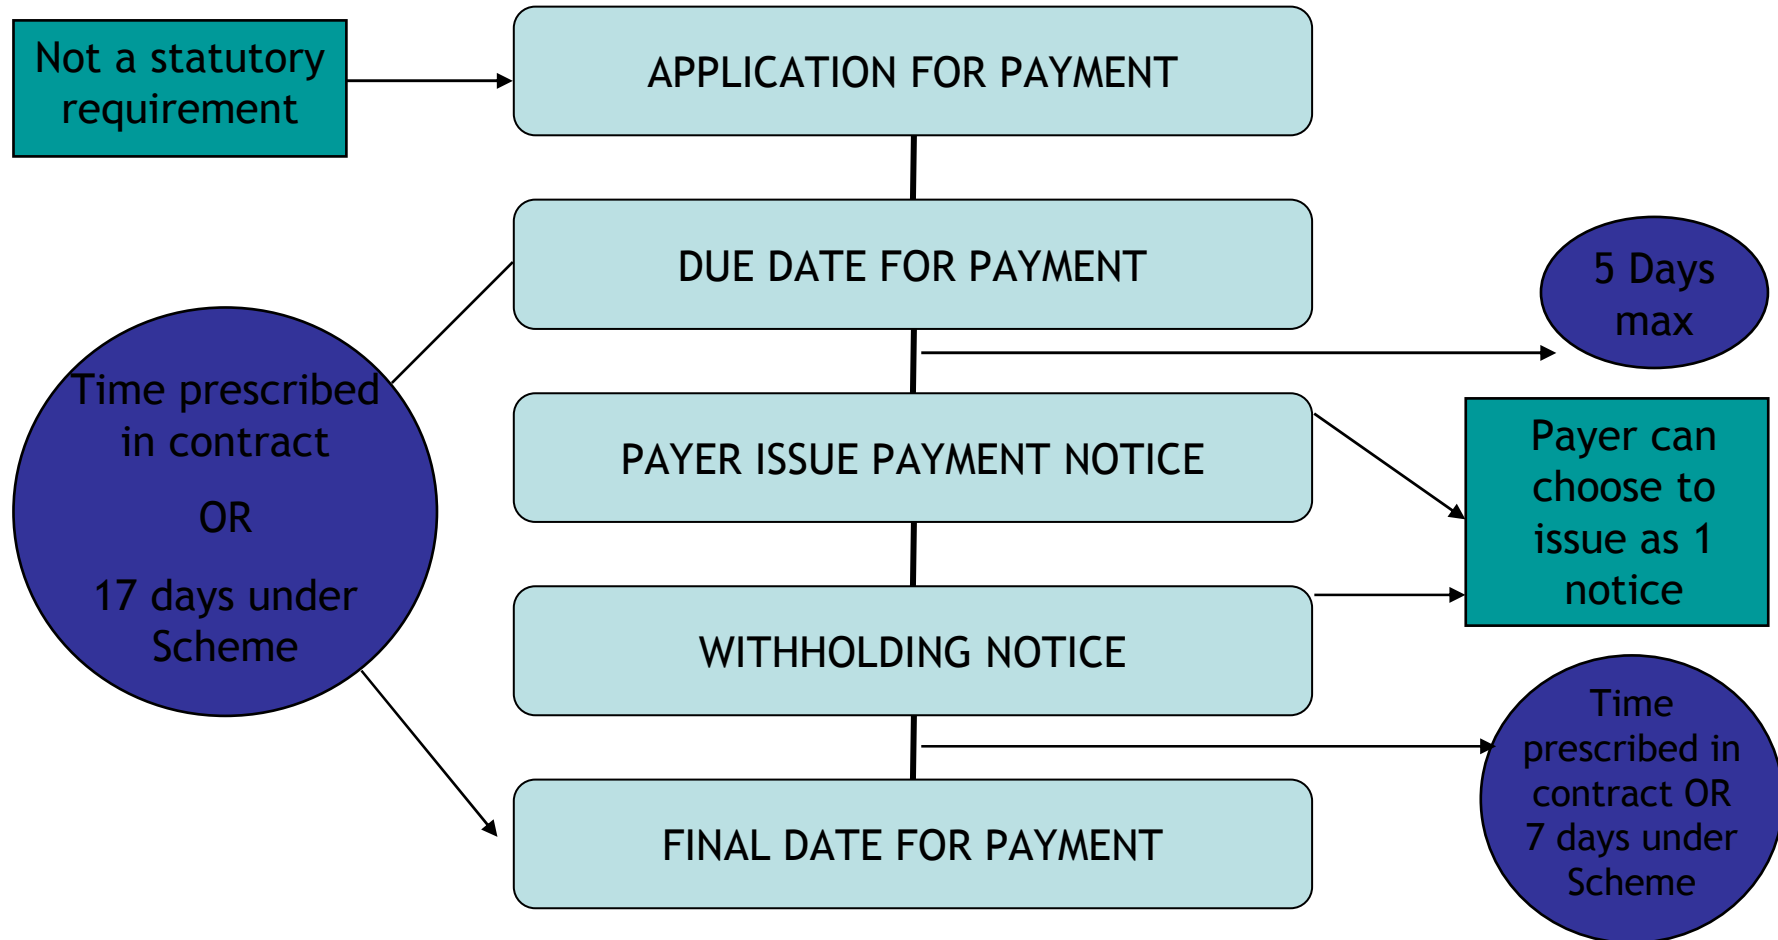 Not a statutory
requirement
APPLICATION FOR PAYMENT
DUE DATE FOR PAYMENT
5 Days
max
Time prescribed
in contract
OR
17 days under
Scheme
PAYER ISSUE PAYMENT NOTICE
Payer can
choose to
issue as 1
notice
WITHHOLDING NOTICE
Time
prescribed in
contract OR
7 days under
Scheme
FINAL DATE FOR PAYMENT